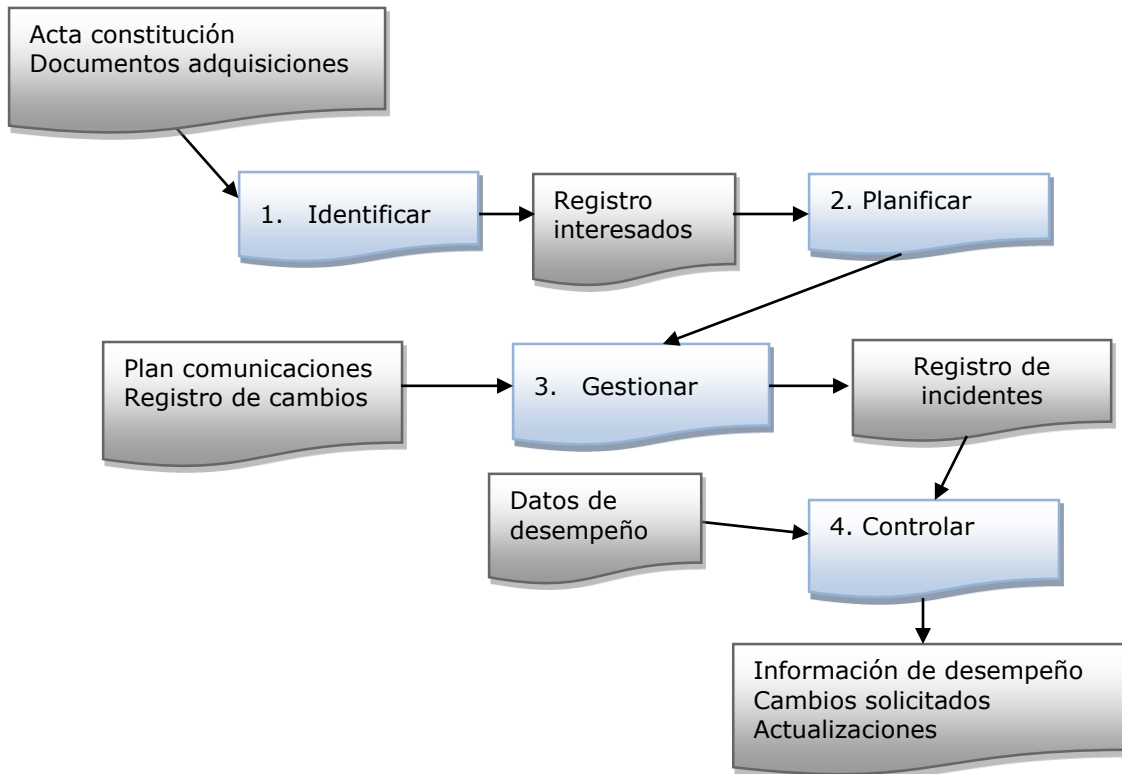 Acta constitución
Documentos adquisiciones
1. Identificar
Registro
interesados
2. Planificar
Plan comunicaciones
Registro de cambios
3. Gestionar
Registro de
incidentes
Datos de
desempeño
4. Controlar
Información de desempeño
Cambios solicitados
Actualizaciones